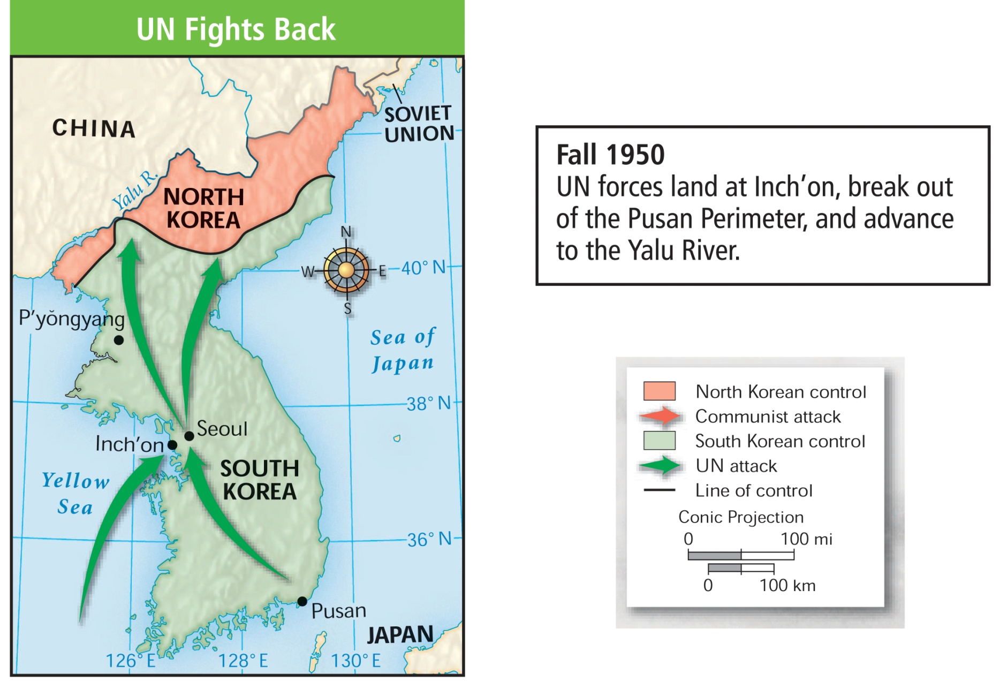 UN Fights Back
CHINA
SOVIET
UNION
Yalu R.
NORTH
KOREA
N
W
E
S
40° N
P'yŏngyang
Sea of
Japan
38° N
Seoul
Inch'on
SOUTH
KOREA
Yellow
Sea
36° N
Pusan
JAPAN
126° E
128° E
130° E
Fall 1950
UN forces land at Inch'on, break out
of the Pusan Perimeter, and advance
to the Yalu River.
North Korean control
Communist attack
South Korean control
UN attack
Line of control
Conic Projection
0 100 mi
0 100 km